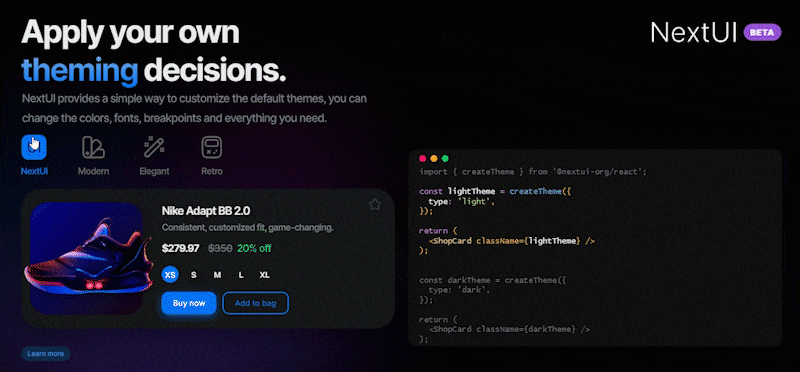 Apply your own
theming decisions.
NextUI provides a simple way to customize the default themes, you can
change the colors, fonts, breakpoints and everything you need.
NextUI BETA
NextUI
Modern
Elegant
Retro
Nike Adapt BB 2.0
Consistent, customized fit, game-changing.
$279.97 $350 20% off
XS S M L XL
Buy now
Add to bag
Learn more
import { createTheme } from '@nextui-org/react';
const lightTheme = createTheme({
type: 'light',
});
return (
<ShopCard className={lightTheme} />
);
const darkTheme = createTheme({
type: 'dark',
});
return (
<ShopCard className={darkTheme} />
);